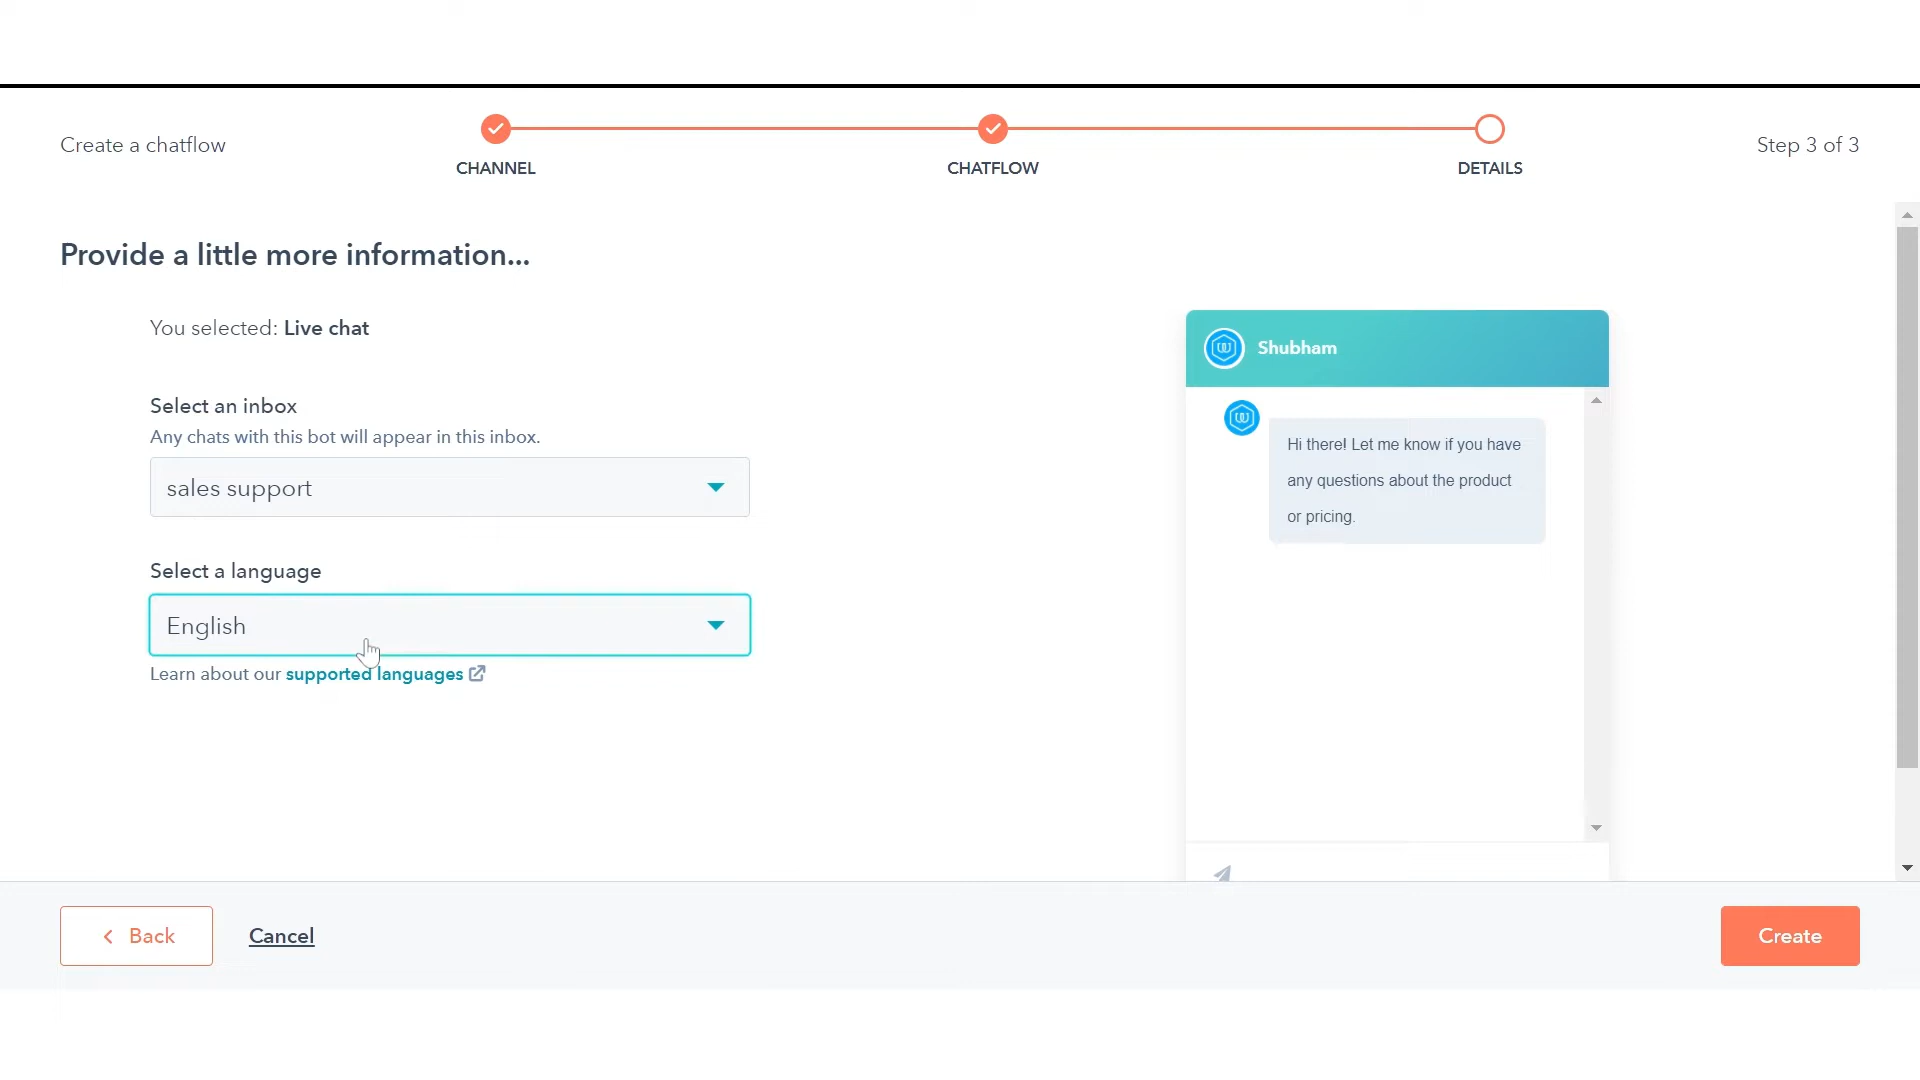 Create a chatflow
CHANNEL
CHATFLOW
DETAILS
Step 3 of 3
Provide a little more information...
You selected: Live chat
Select an inbox
Any chats with this bot will appear in this inbox.
sales support
Select a language
English
Learn about our supported languages
Shubham
Hi there! Let me know if you have
any questions about the product
or pricing.
Back
Cancel
Create